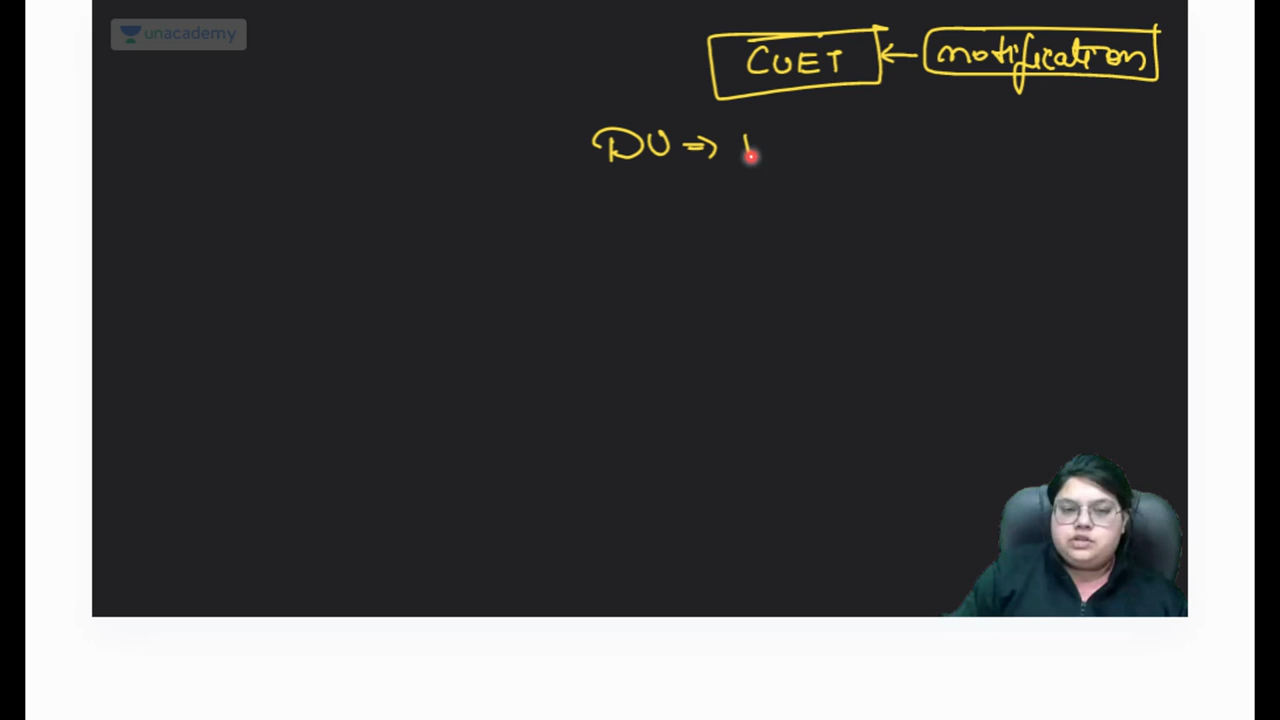 unacademy
CUET ← notification
DU ⇒